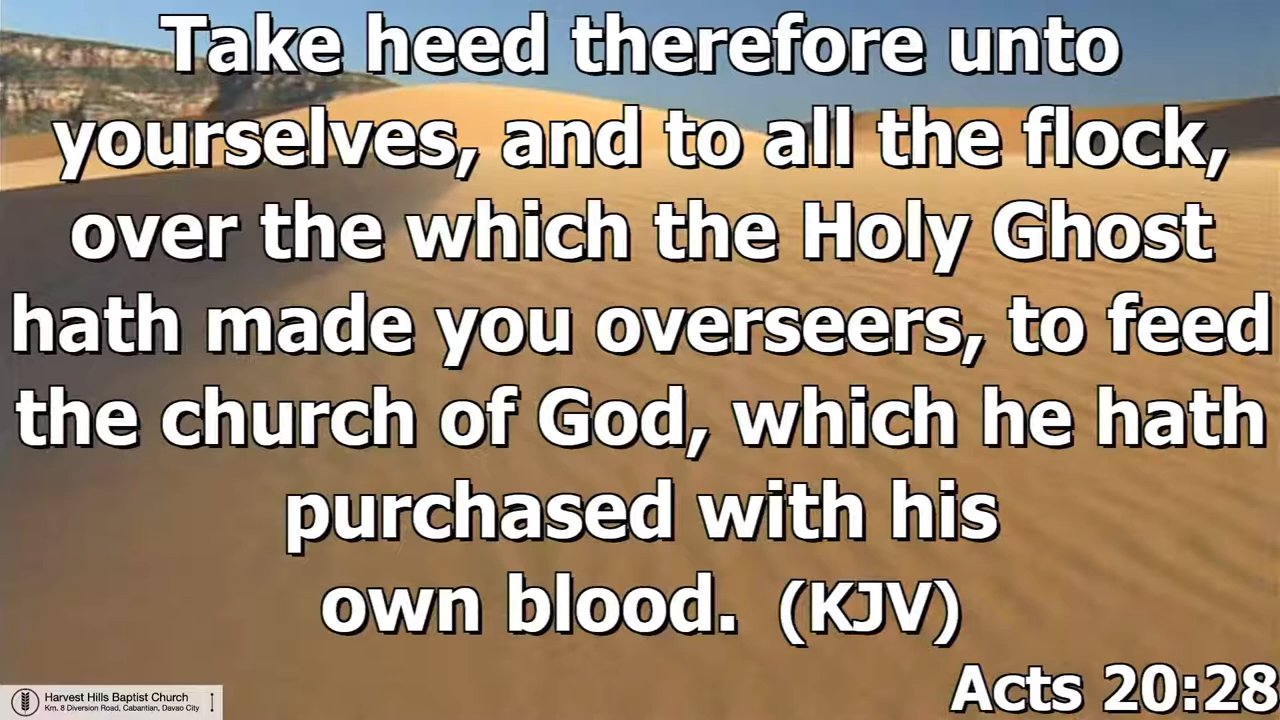 Take heed therefore unto
yourselves, and to all the flock,
over the which the Holy Ghost
hath made you overseers, to feed
the church of God, which he hath
purchased with his
own blood. (KJV)
Acts 20:28
Harvest Hills Baptist Church
Km. 8 Diversion Road, Cabantian, Davao City